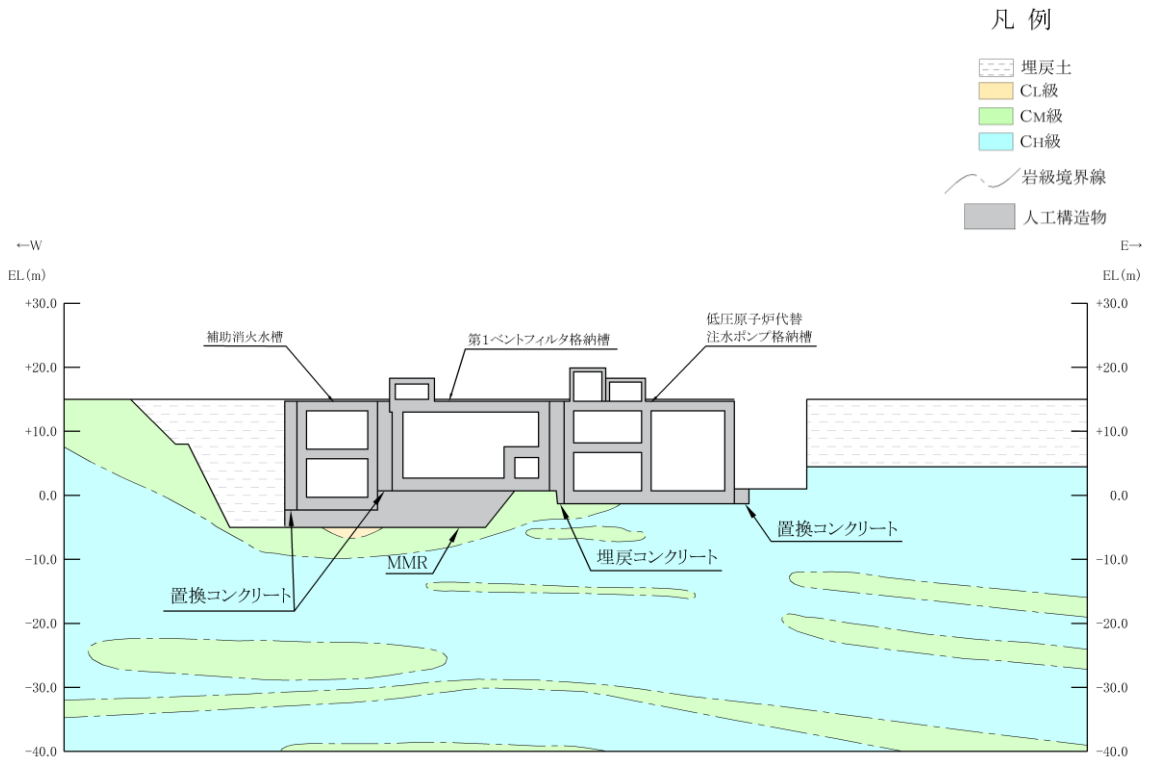 凡 例
埋戻土
CL級
CM級
CH級
岩級境界線
人工構造物
←W
E→
EL(m)
EL(m)
+30.0
+30.0
低圧原子炉代替
補助消火水槽
第1ベントフィルタ格納槽
注水ポンプ格納槽
+20.0
+20.0
+10.0
+10.0
0.0
0.0
置換コンクリート
埋戻コンクリート
MMR
-10.0
-10.0
置換コンクリート
-20.0
-20.0
-30.0
-30.0
-40.0
-40.0